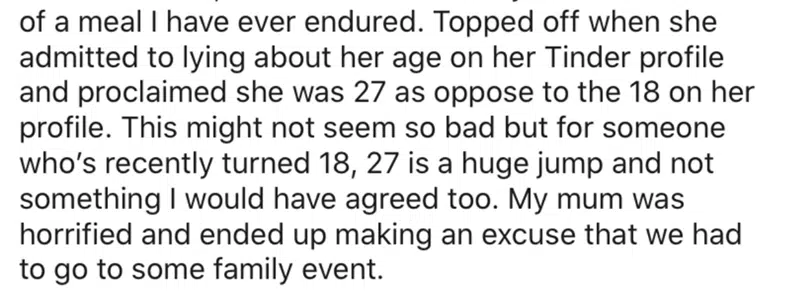 of a meal I have ever endured. Topped off when she
admitted to lying about her age on her Tinder profile
and proclaimed she was 27 as oppose to the 18 on her
profile. This might not seem so bad but for someone
who's recently turned 18, 27 is a huge jump and not
something I would have agreed too. My mum was
horrified and ended up making an excuse that we had
to go to some family event.